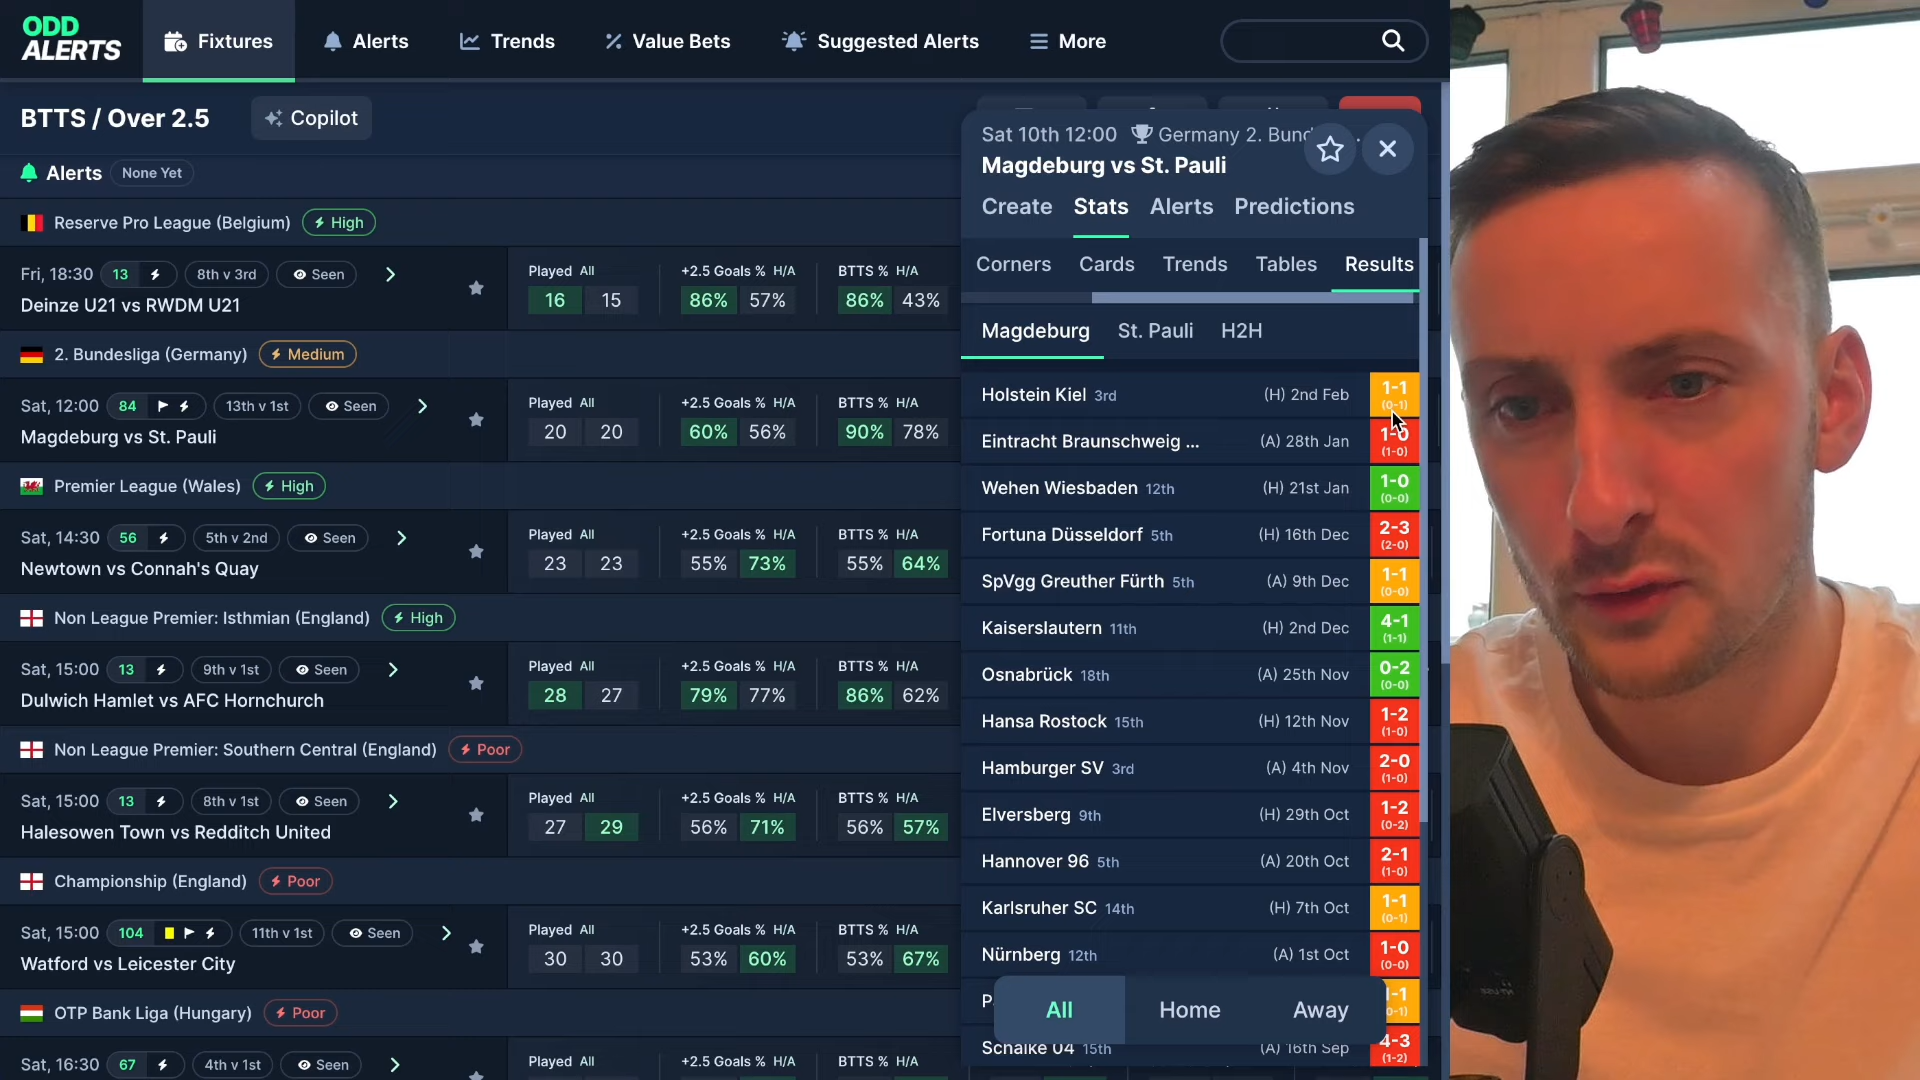 ODD
ALERTS
Fixtures
Alerts
Trends
Value Bets
Suggested Alerts
More
BTTS / Over 2.5
Copilot
Alerts
None Yet
Reserve Pro League (Belgium)
High
Fri, 18:30
13
8th v 3rd
Seen
Deinze U21 vs RWDM U21
Played All
16
15
+2.5 Goals % H/A
86%
57%
BTTS % H/A
86%
43%
2. Bundesliga (Germany)
Medium
Sat, 12:00
84
13th v 1st
Seen
Magdeburg vs St. Pauli
Played All
20
20
+2.5 Goals % H/A
60%
56%
BTTS % H/A
90%
78%
Premier League (Wales)
High
Sat, 14:30
56
5th v 2nd
Seen
Newtown vs Connah's Quay
Played All
23
23
+2.5 Goals % H/A
55%
73%
BTTS % H/A
55%
64%
Non League Premier: Isthmian (England)
High
Sat, 15:00
13
9th v 1st
Seen
Dulwich Hamlet vs AFC Hornchurch
Played All
28
27
+2.5 Goals % H/A
79%
77%
BTTS % H/A
86%
62%
Non League Premier: Southern Central (England)
Poor
Sat, 15:00
13
8th v 1st
Seen
Halesowen Town vs Redditch United
Played All
27
29
+2.5 Goals % H/A
56%
71%
BTTS % H/A
56%
57%
Championship (England)
Poor
Sat, 15:00
104
11th v 1st
Seen
Watford vs Leicester City
Played All
30
30
+2.5 Goals % H/A
53%
60%
BTTS % H/A
53%
67%
OTP Bank Liga (Hungary)
Poor
Sat, 16:30
67
4th v 1st
Seen
Played All
+2.5 Goals % H/A
BTTS % H/A
Sat 10th 12:00
Germany 2. Bund
Magdeburg vs St. Pauli
Create
Stats
Alerts
Predictions
Corners
Cards
Trends
Tables
Results
Magdeburg
St. Pauli
H2H
Holstein Kiel 3rd (H) 2nd Feb 1-1 (0-1)
Eintracht Braunschweig ... (A) 28th Jan 1-0 (1-0)
Wehen Wiesbaden 12th (H) 21st Jan 1-0 (0-0)
Fortuna Düsseldorf 5th (H) 16th Dec 2-3 (2-0)
SpVgg Greuther Fürth 5th (A) 9th Dec 1-1 (0-0)
Kaiserslautern 11th (H) 2nd Dec 4-1 (1-1)
Osnabrück 18th (A) 25th Nov 0-2 (0-0)
Hansa Rostock 15th (H) 12th Nov 1-2 (1-0)
Hamburger SV 3rd (A) 4th Nov 2-0 (1-0)
Elversberg 9th (H) 29th Oct 1-2 (0-2)
Hannover 96 5th (A) 20th Oct 2-1 (1-0)
Karlsruher SC 14th (H) 7th Oct 1-1 (0-1)
Nürnberg 12th (A) 1st Oct 1-0 (0-0)
All
Home
Away
Schalke 04 15th (A) 16th Sep 4-3 (1-2)